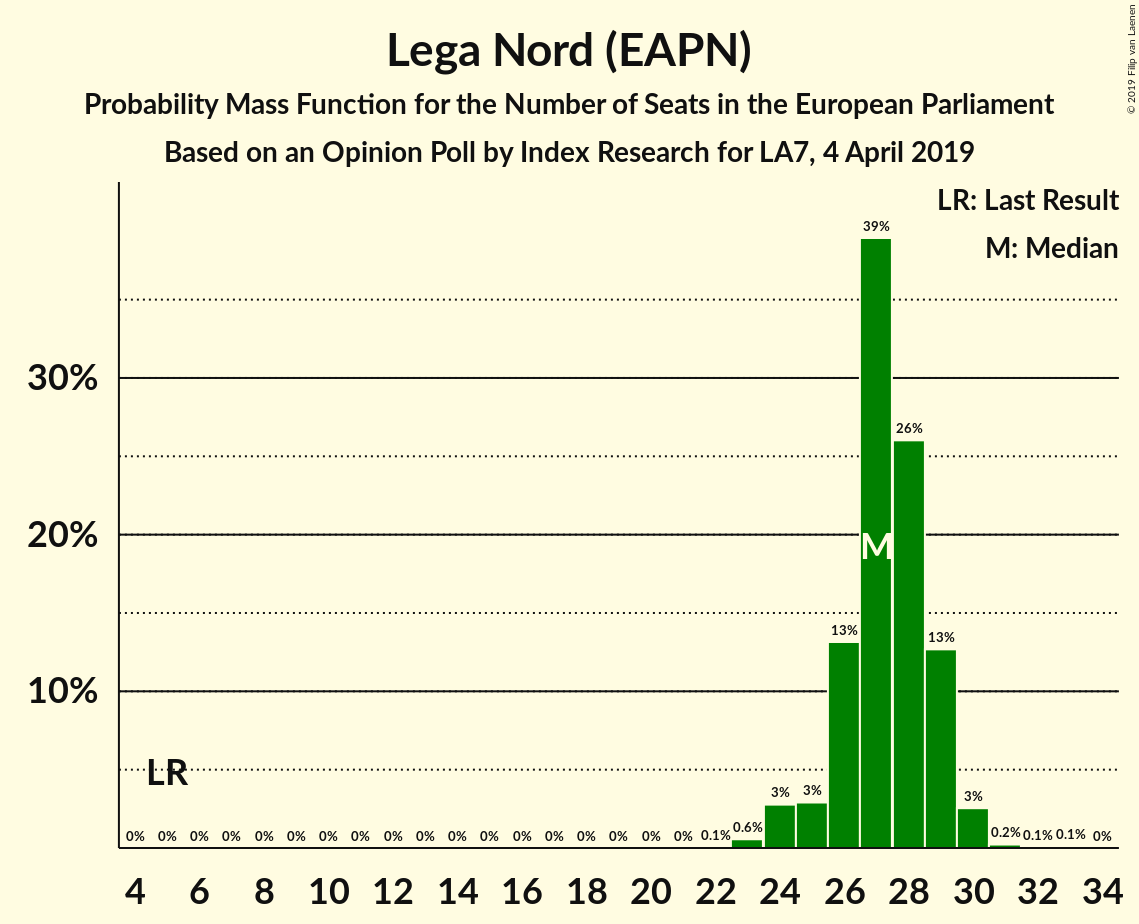 Lega Nord (EAPN)
Probability Mass Function for the Number of Seats in the European Parliament
Based on an Opinion Poll by Index Research for LA7, 4 April 2019
© 2019 Filip van Laenen
LR: Last Result
M: Median
39%
30%
26%
20%
M
13%
13%
10%
LR
3%
3%
3%
0% 0% 0% 0% 0% 0% 0% 0% 0% 0% 0% 0% 0% 0% 0% 0% 0% 0% 0.1% 0.6% 0.2% 0.1% 0.1% 0%
4 6 8 10 12 14 16 18 20 22 24 26 28 30 32 34